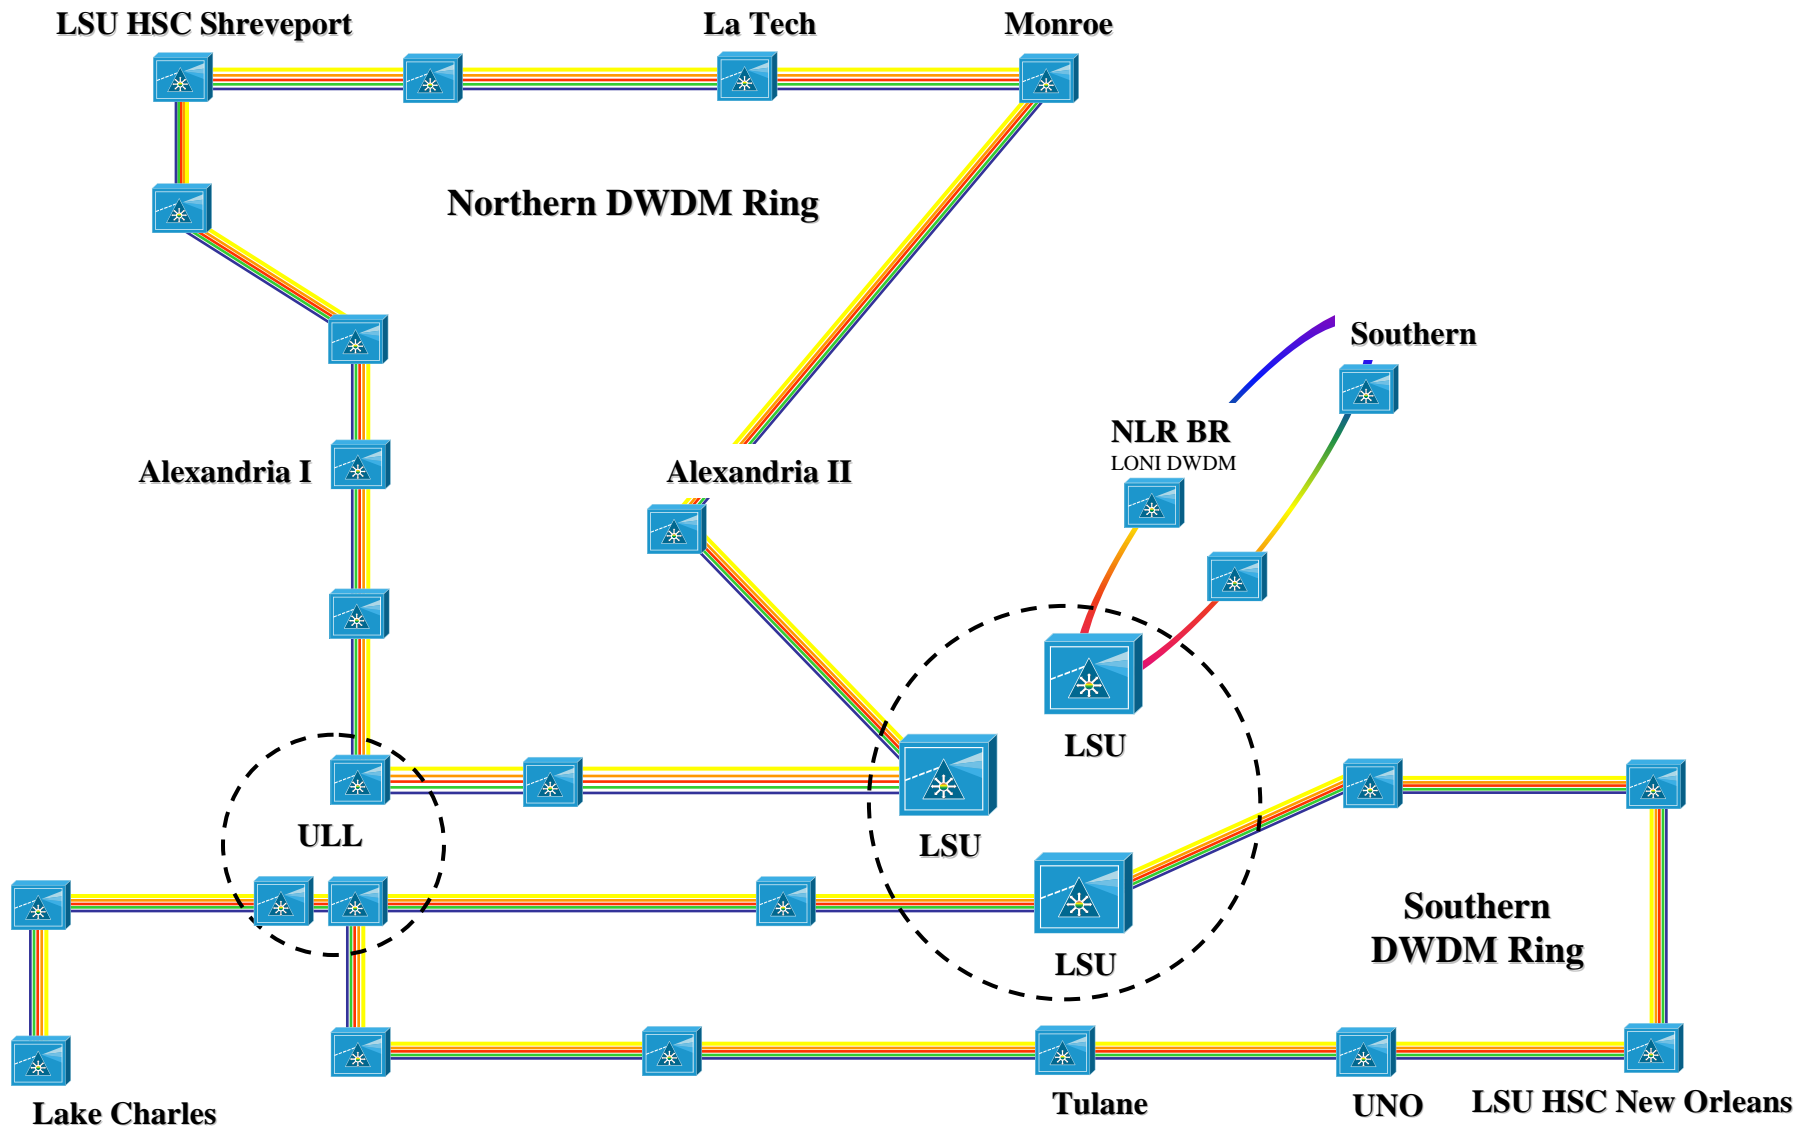 LSU HSC Shreveport
La Tech
Monroe
Northern DWDM Ring
Southern
NLR BR
LONI DWDM
Alexandria I
Alexandria II
LSU
ULL
LSU
Southern
DWDM Ring
LSU
Lake Charles
Tulane
UNO
LSU HSC New Orleans